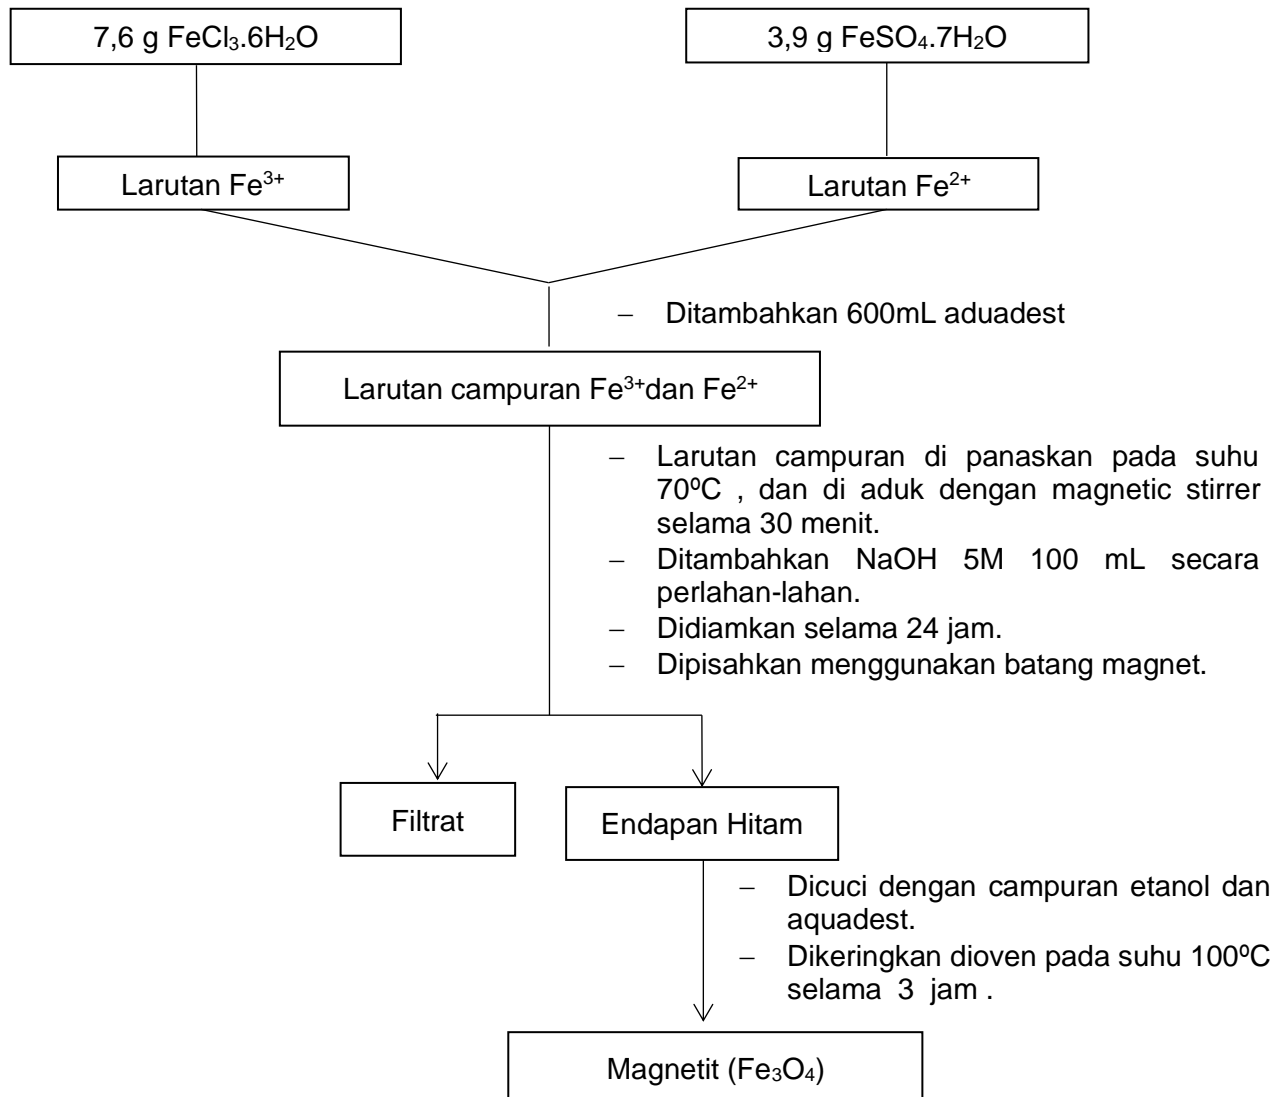 7,6 g FeCl₃.6H₂O
3,9 g FeSO₄.7H₂O
Larutan Fe³⁺
Larutan Fe²⁺
– Ditambahkan 600mL aduadest
Larutan campuran Fe³⁺dan Fe²⁺
– Larutan campuran di panaskan pada suhu
70⁰C , dan di aduk dengan magnetic stirrer
selama 30 menit.
– Ditambahkan NaOH 5M 100 mL secara
perlahan-lahan.
– Didiamkan selama 24 jam.
– Dipisahkan menggunakan batang magnet.
Filtrat
Endapan Hitam
– Dicuci dengan campuran etanol dan
aquadest.
– Dikeringkan dioven pada suhu 100⁰C
selama 3 jam .
Magnetit (Fe₃O₄)